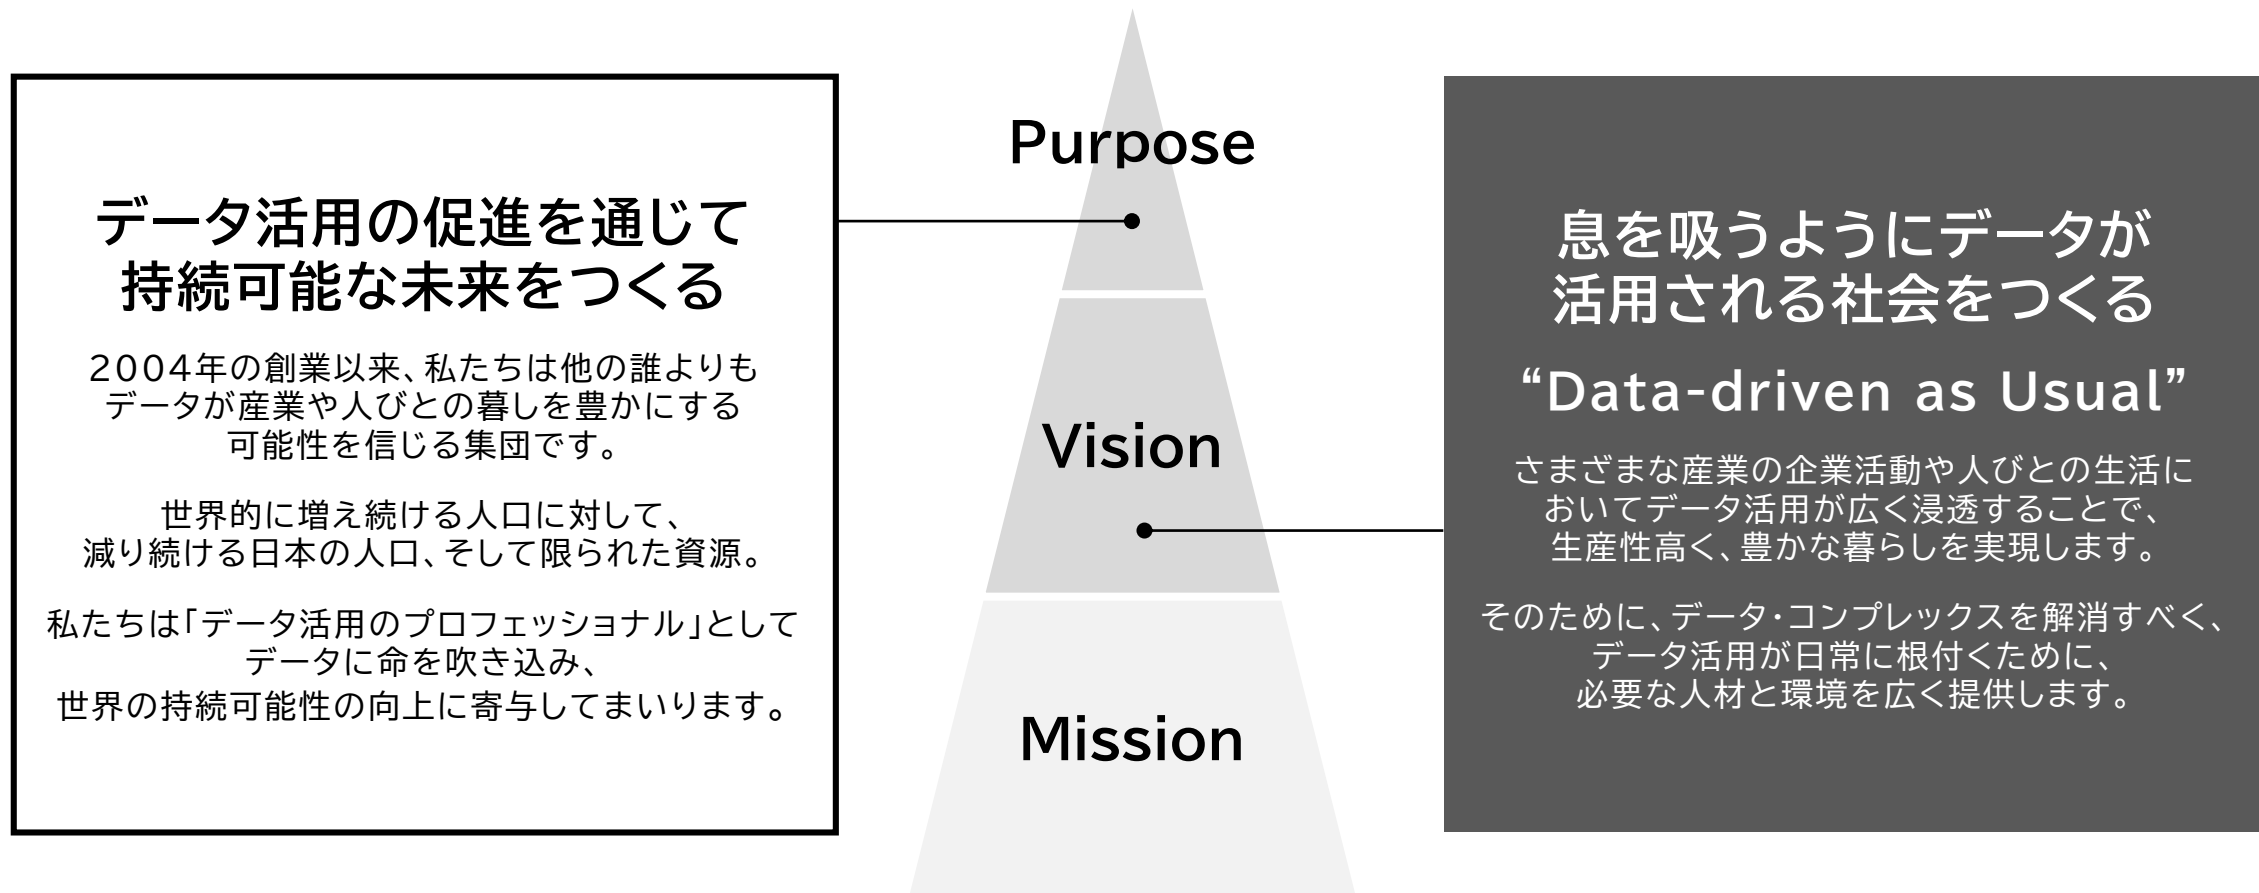 データ活用の促進を通じて
持続可能な未来をつくる
2004年の創業以来、私たちは他の誰よりも
データが産業や人びとの暮しを豊かにする
可能性を信じる集団です。
世界的に増え続ける人口に対して、
減り続ける日本の人口、そして限られた資源。
私たちは「データ活用のプロフェッショナル」として
データに命を吹き込み、
世界の持続可能性の向上に寄与してまいります。
Purpose
Vision
Mission
息を吸うようにデータが
活用される社会をつくる
“Data-driven as Usual”
さまざまな産業の企業活動や人びとの生活に
おいてデータ活用が広く浸透することで、
生産性高く、豊かな暮らしを実現します。
そのために、データ・コンプレックスを解消すべく、
データ活用が日常に根付くために、
必要な人材と環境を広く提供します。